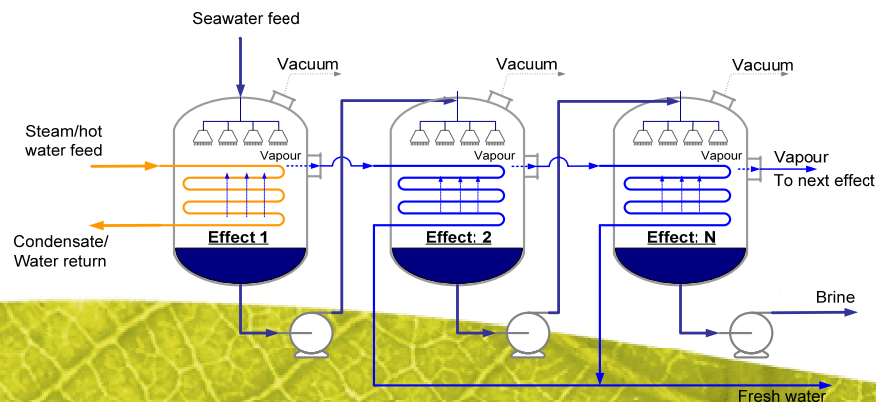 Seawater feed
Vacuum
Vacuum
Vacuum
Steam/hot
water feed
Vapour
Vapour
Vapour
Vapour
To next effect
Condensate/
Water return
Effect 1
Effect: 2
Effect: N
Brine
Fresh water